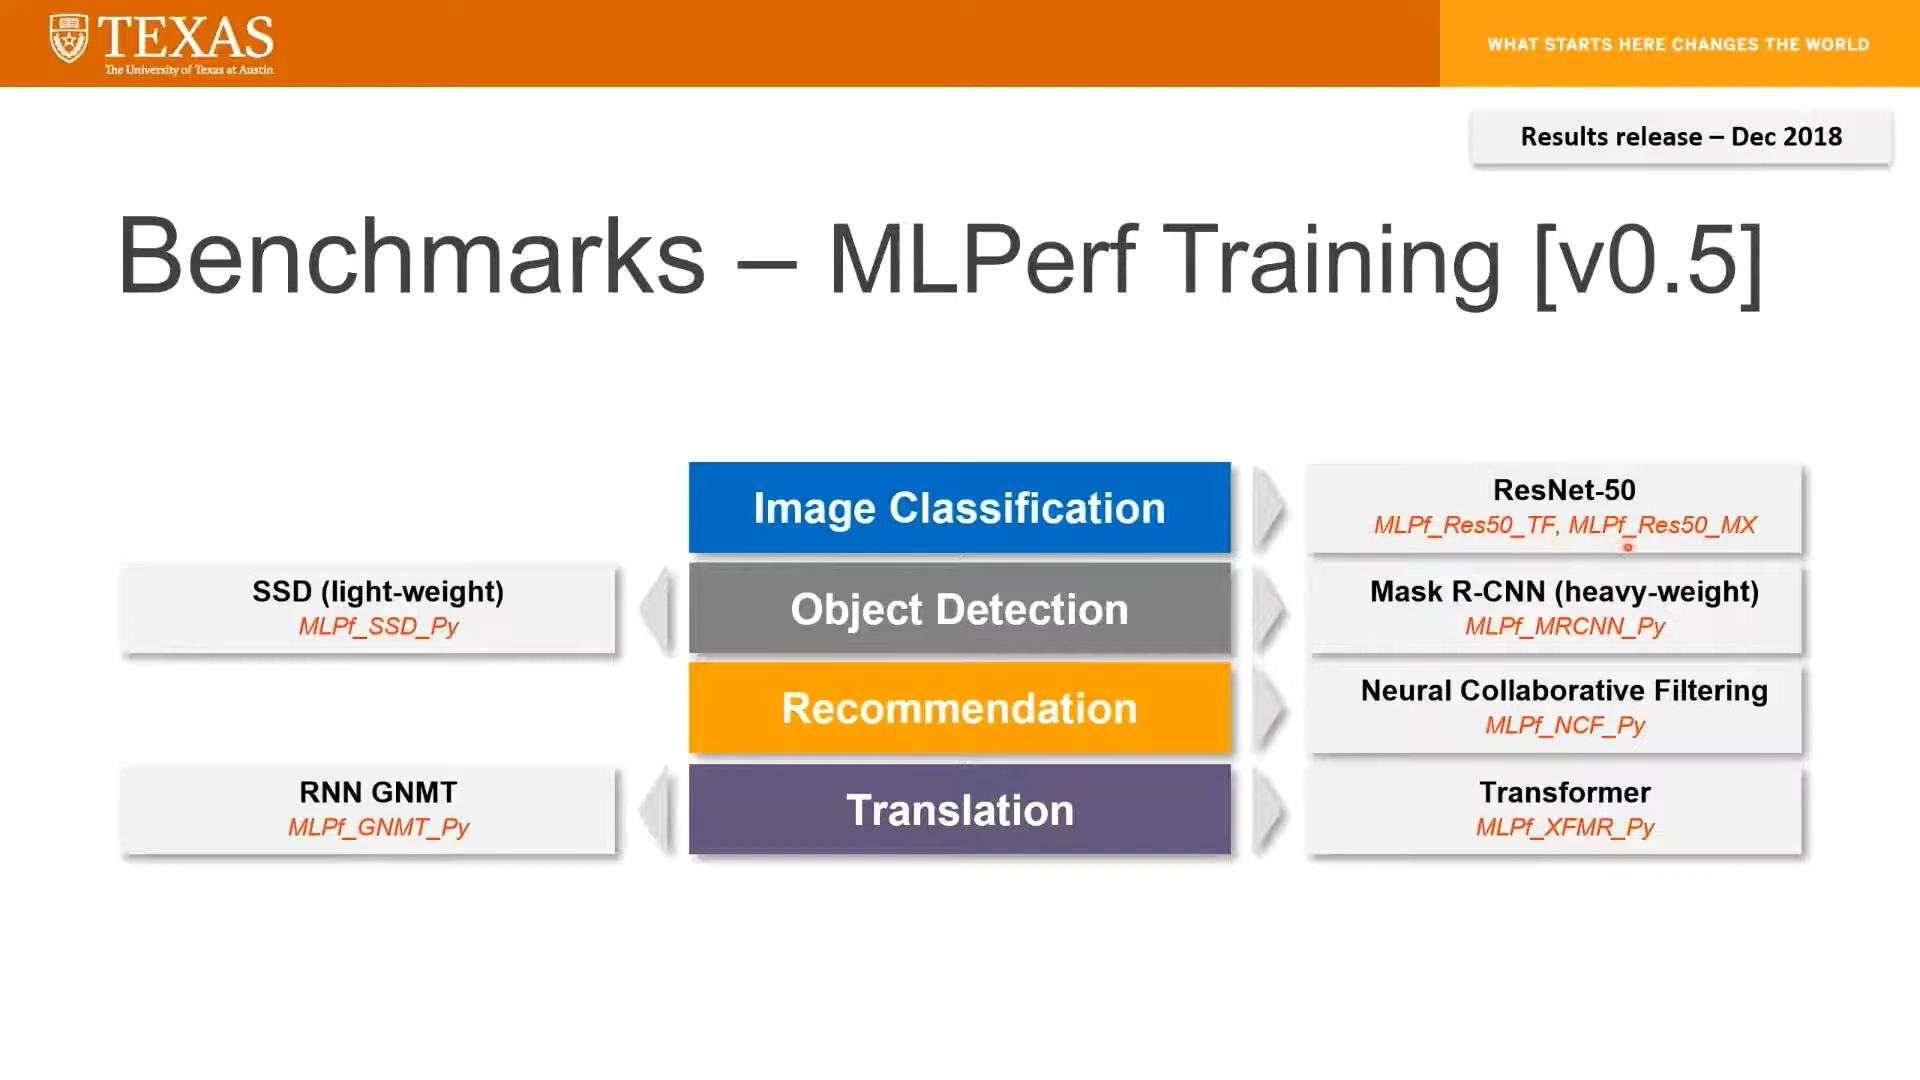 TEXAS
The University of Texas at Austin
WHAT STARTS HERE CHANGES THE WORLD
Results release – Dec 2018
Benchmarks – MLPerf Training [v0.5]
Image Classification
ResNet-50
MLPf_Res50_TF, MLPf_Res50_MX
SSD (light-weight)
MLPf_SSD_Py
Object Detection
Mask R-CNN (heavy-weight)
MLPf_MRCNN_Py
Recommendation
Neural Collaborative Filtering
MLPf_NCF_Py
RNN GNMT
MLPf_GNMT_Py
Translation
Transformer
MLPf_XFMR_Py